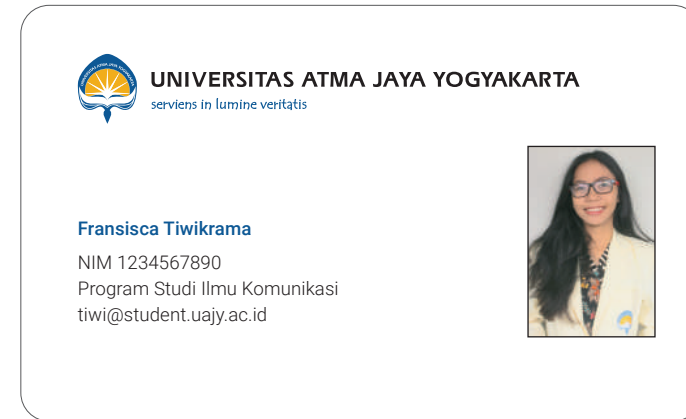 UNIVERSITAS ATMA JAYA YOGYAKARTA
serviens in lumine veritatis
Fransisca Tiwikrama
NIM 1234567890
Program Studi Ilmu Komunikasi
tiwi@student.uajy.ac.id